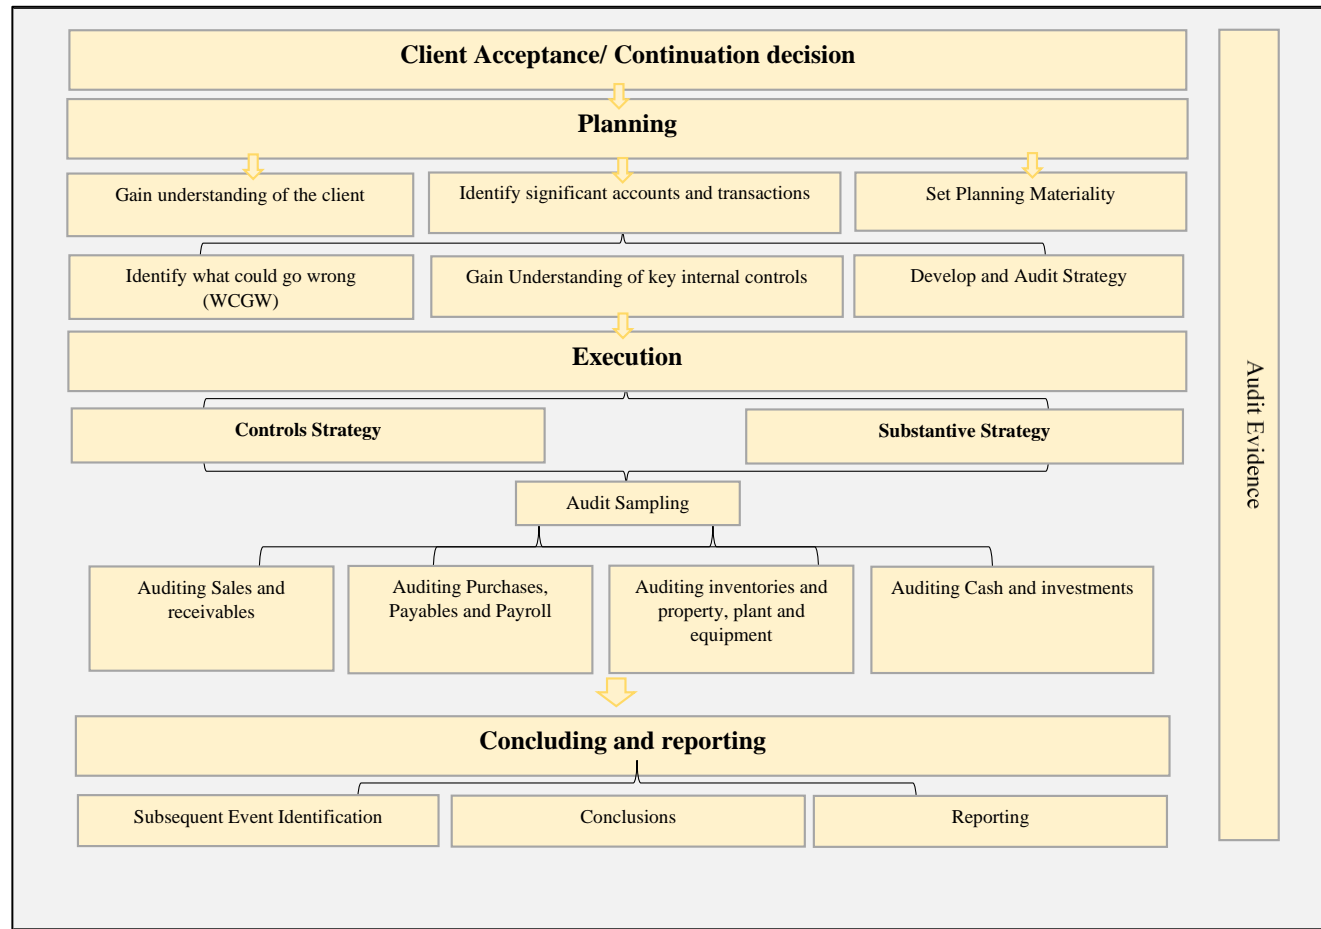 Client Acceptance/ Continuation decision
Planning
Gain understanding of the client
Identify significant accounts and transactions
Set Planning Materiality
Identify what could go wrong
(WCGW)
Gain Understanding of key internal controls
Develop and Audit Strategy
Execution
Controls Strategy
Substantive Strategy
Audit Sampling
Auditing Sales and
receivables
Auditing Purchases,
Payables and Payroll
Auditing inventories and
property, plant and
equipment
Auditing Cash and investments
Concluding and reporting
Subsequent Event Identification
Conclusions
Reporting
Audit Evidence